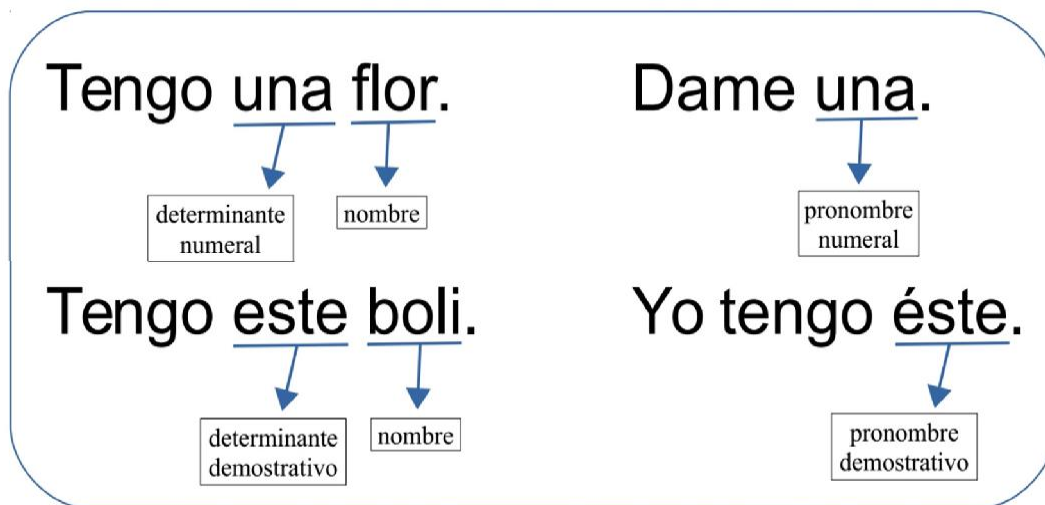 Tengo una flor.
Dame una.
determinante
numeral
nombre
pronombre
numeral
Tengo este boli.
Yo tengo éste.
determinante
demostrativo
nombre
pronombre
demostrativo